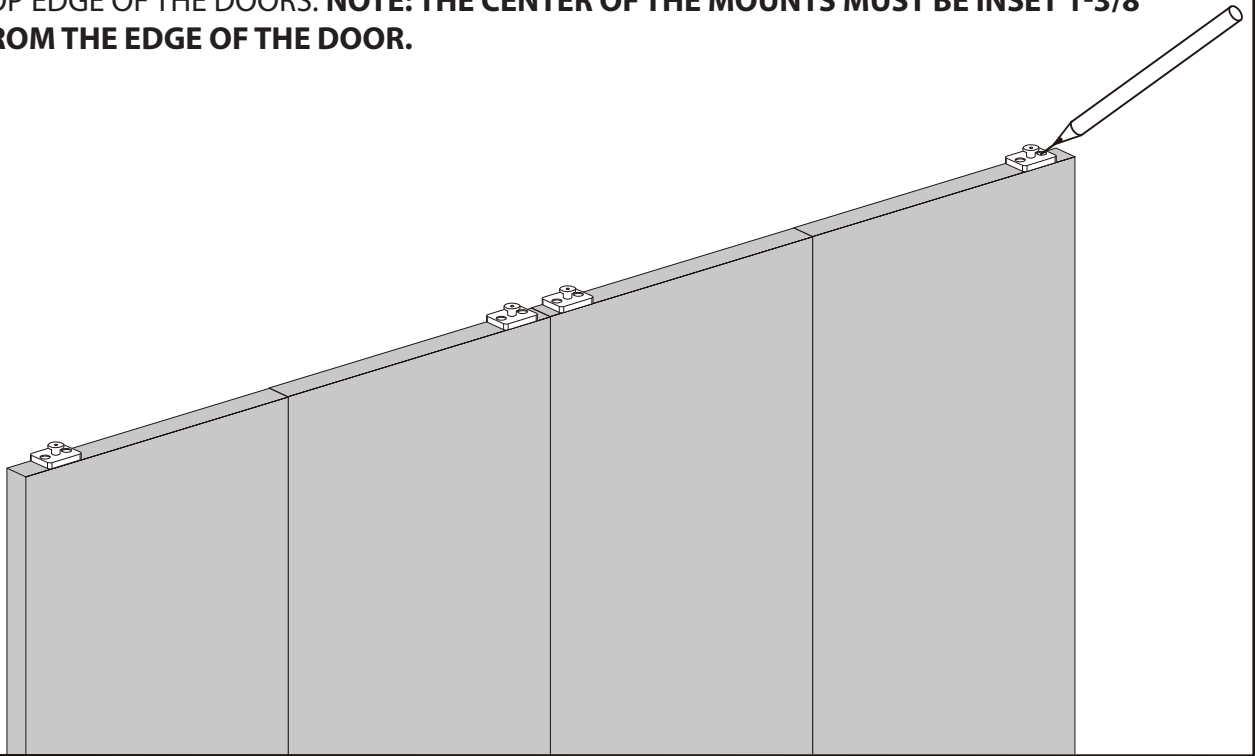 OP EDGE OF THE DOORS. NOTE: THE CENTER OF THE MOUNTS MUST BE INSET 1-3/8
ROM THE EDGE OF THE DOOR.